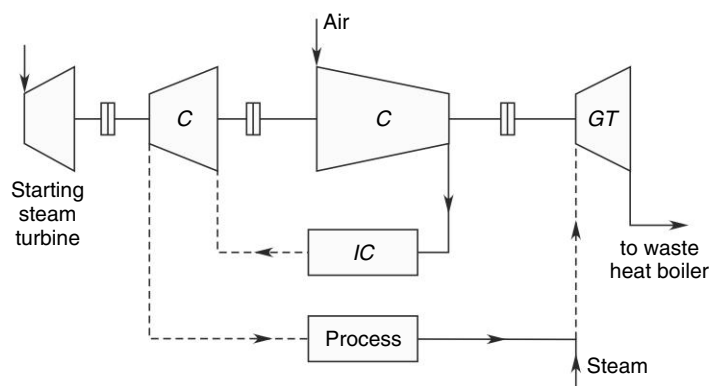 Air
C
C
GT
Starting
steam
turbine
IC
to waste
heat boiler
Process
Steam